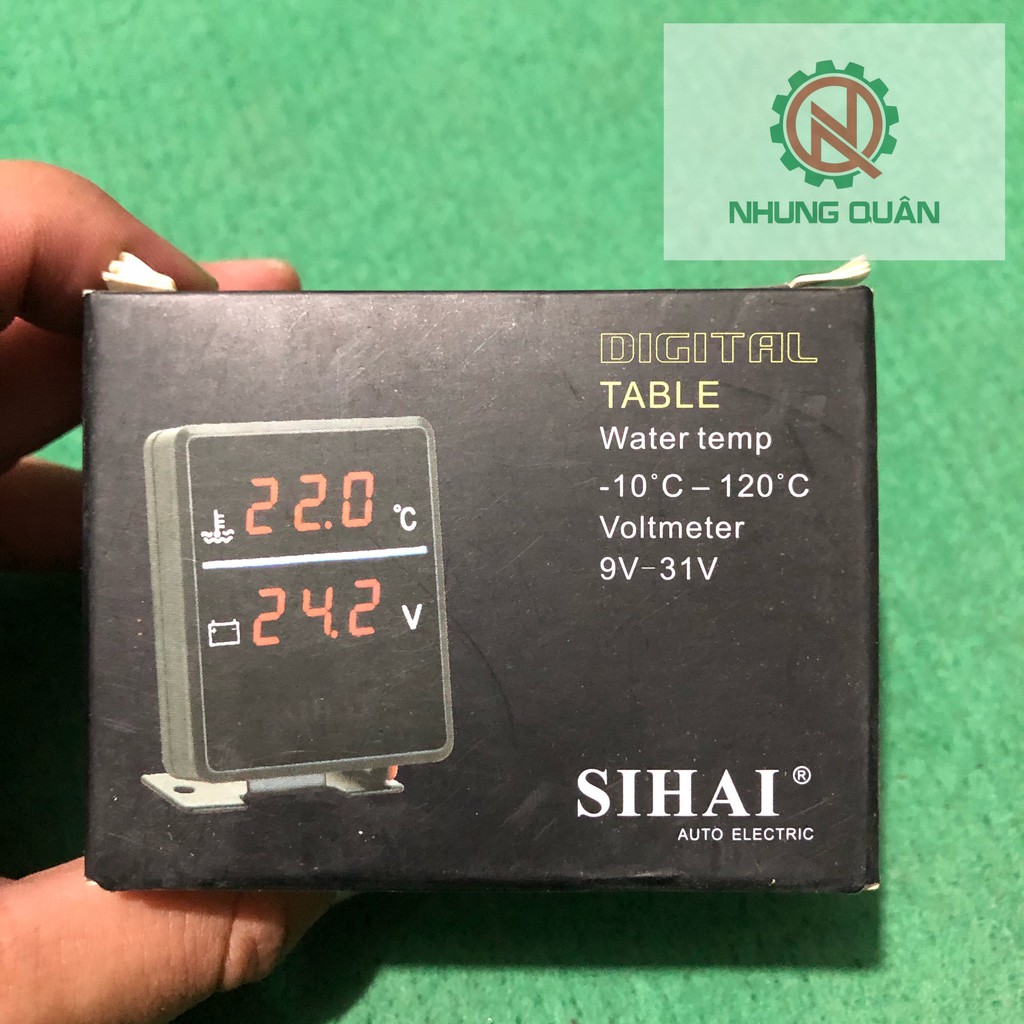 NHUNG QUÂN
DIGITAL
TABLE
Water temp
-10°C – 120°C
Voltmeter
9V-31V
22.0 °C
24.2 V
SIHAI ®
AUTO ELECTRIC